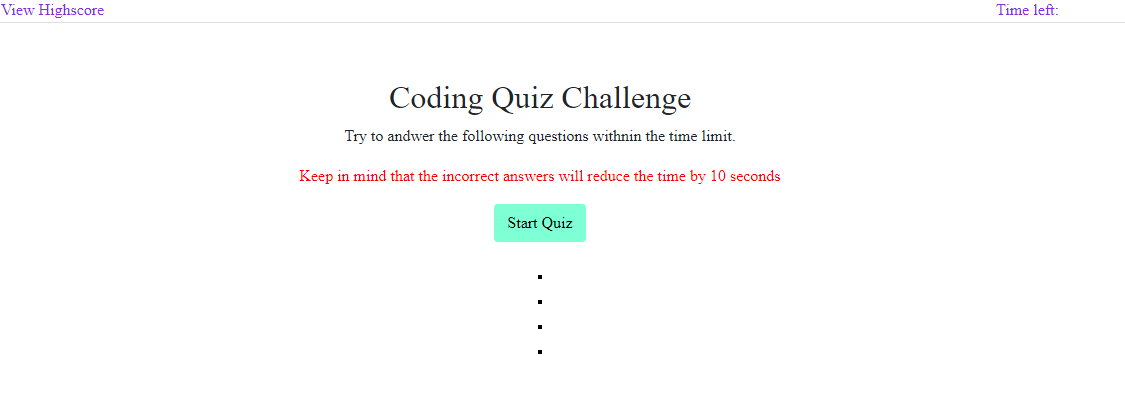 View Highscore
Time left:
Coding Quiz Challenge
Try to andwer the following questions withnin the time limit.
Keep in mind that the incorrect answers will reduce the time by 10 seconds
Start Quiz